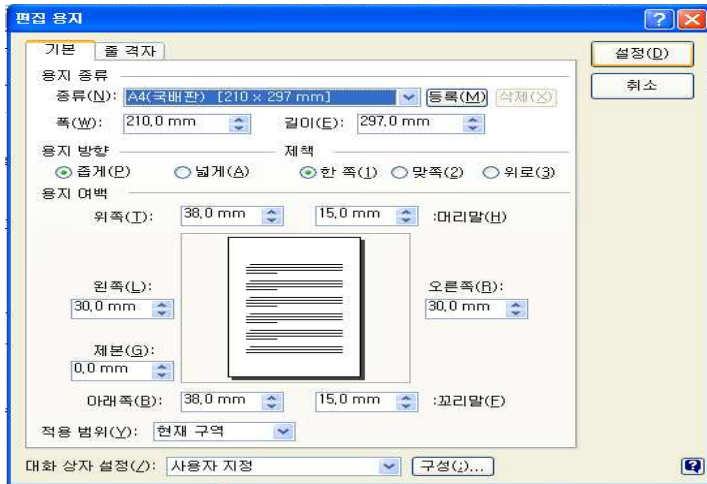 편집 용지
기본 줄 격자
설정(D)
취소
용지 종류
종류(N): A4(국배판) [210 x 297 mm] 등록(M) 삭제(X)
폭(W): 210,0 mm 길이(E): 297,0 mm
용지 방향 제책
좁게(P) 넓게(A) 한 쪽(1) 맞쪽(2) 위로(3)
용지 여백
위쪽(T): 38,0 mm 15,0 mm :머리말(H)
왼쪽(L): 오른쪽(R):
30,0 mm 30,0 mm
제본(G):
0,0 mm
아래쪽(B): 38,0 mm 15,0 mm :꼬리말(F)
적용 범위(Y): 현재 구역
대화 상자 설정(/): 사용자 지정 구성(;)...